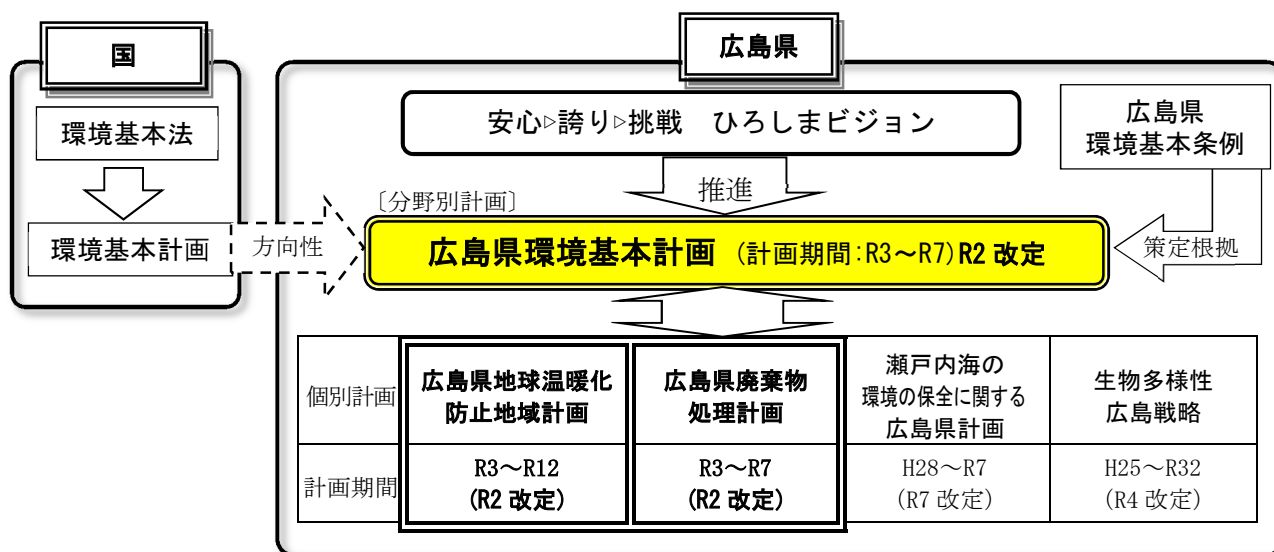 国
環境基本法
環境基本計画
方向性
広島県
安心▷誇り▷挑戦 ひろしまビジョン
広島県
環境基本条例
推進
〔分野別計画〕
広島県環境基本計画 (計画期間:R3~R7)R2 改定
策定根拠
個別計画
広島県地球温暖化
防止地域計画
広島県廃棄物
処理計画
瀬戸内海の
環境の保全に関する
広島県計画
生物多様性
広島戦略
計画期間
R3~R12
(R2 改定)
R3~R7
(R2 改定)
H28~R7
(R7 改定)
H25~R32
(R4 改定)